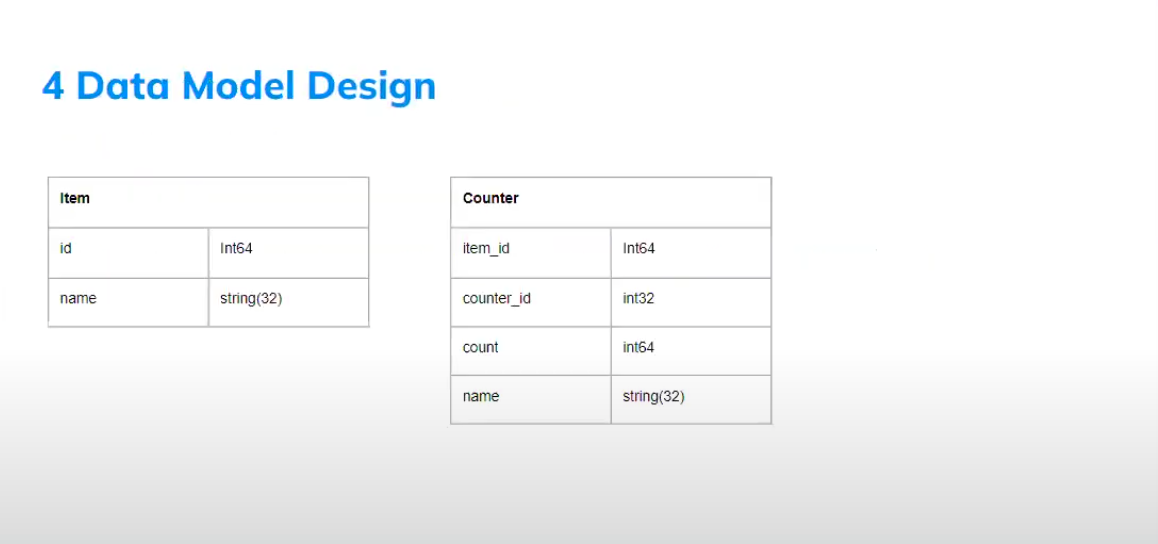 4 Data Model Design
Item
id Int64
name string(32)
Counter
item_id Int64
counter_id int32
count int64
name string(32)